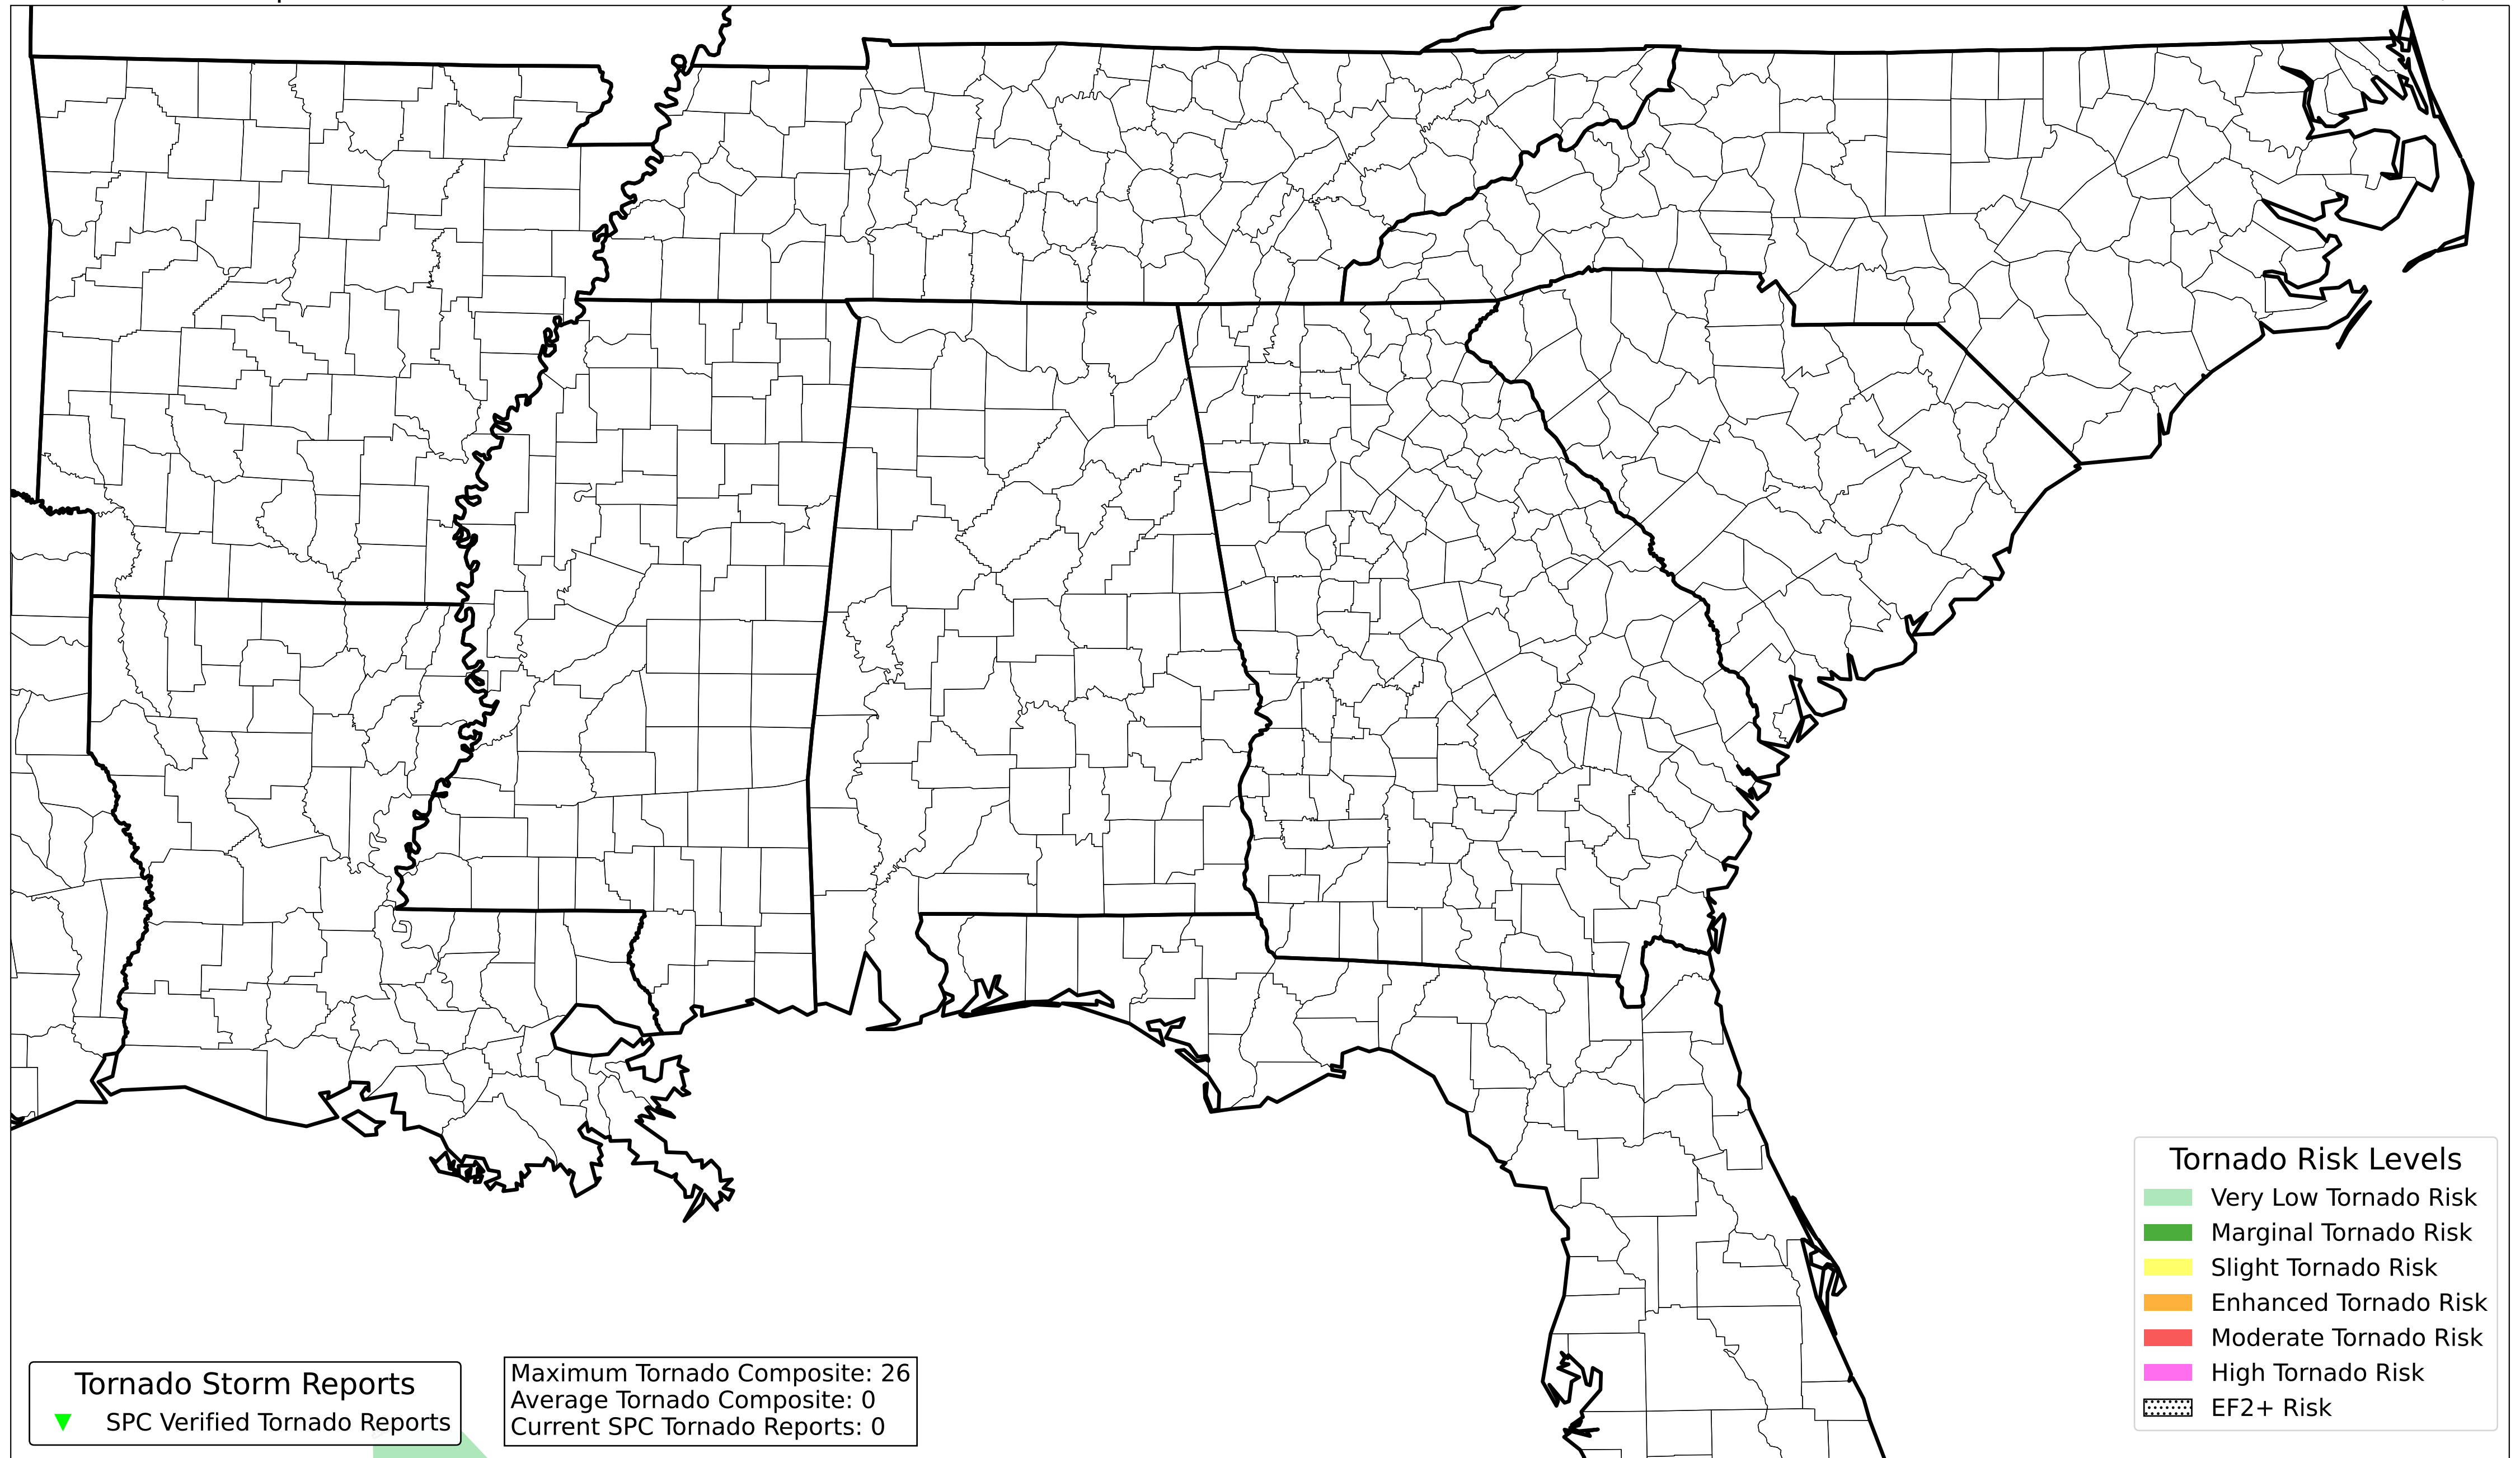 Tornado Risk Levels
Very Low Tornado Risk
Marginal Tornado Risk
Slight Tornado Risk
Enhanced Tornado Risk
Moderate Tornado Risk
High Tornado Risk
EF2+ Risk
Tornado Storm Reports
SPC Verified Tornado Reports
Maximum Tornado Composite: 26
Average Tornado Composite: 0
Current SPC Tornado Reports: 0